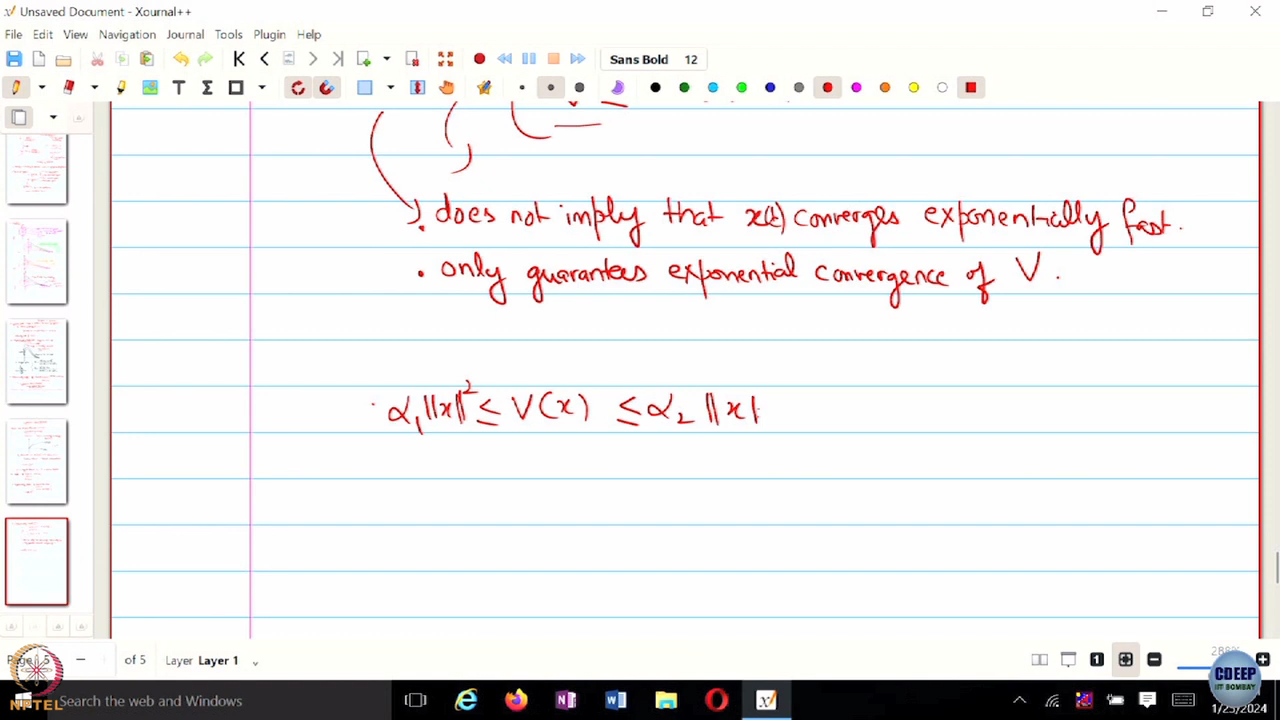 Unsaved Document - Xournal++
File Edit View Navigation Journal Tools Plugin Help
Sans Bold 12
. does not imply that x(t) converges exponentially fast.
. only guarantees exponential convergence of V.
α₁||x||² ≤ V(x) ≤ α₂ ||x|
Page 5 of 5 Layer Layer 1
288%
NPTEL
Search the web and Windows
CDEEP
IIT BOMBAY
1/25/2024